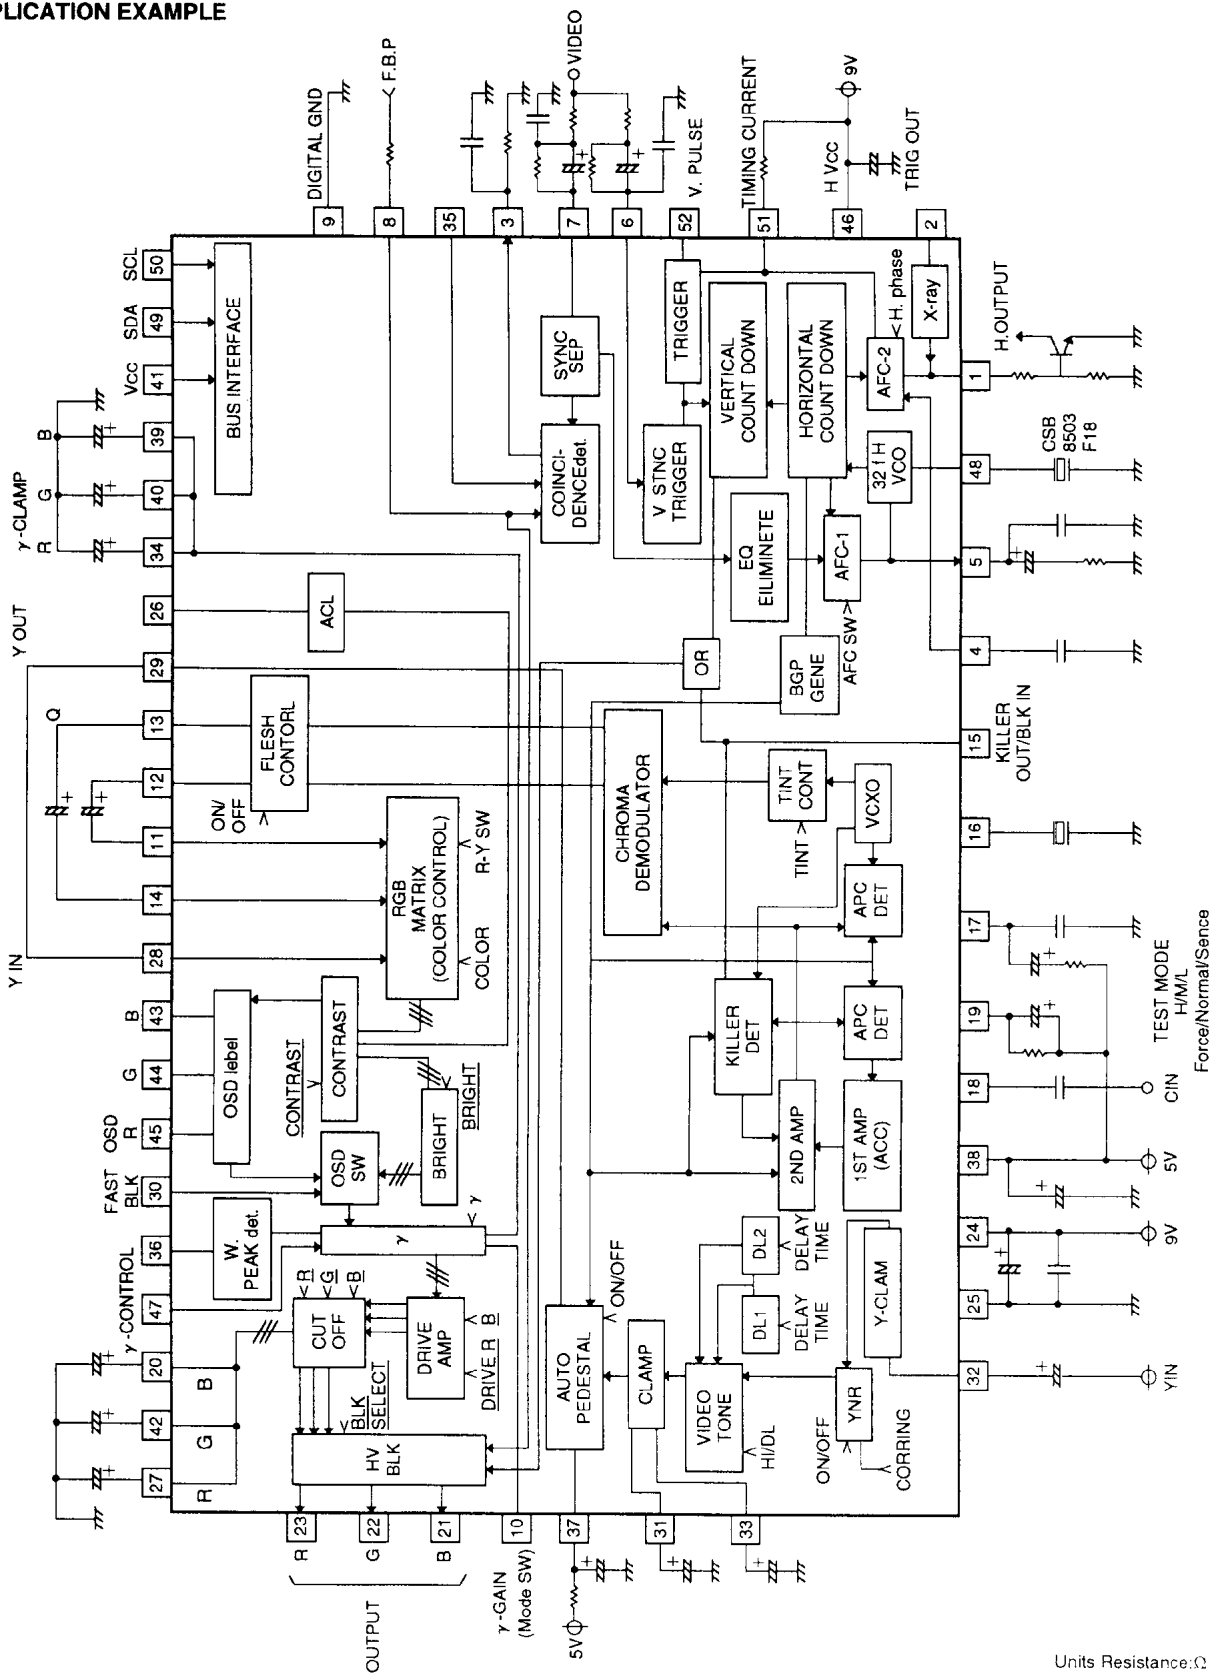 PLICATION EXAMPLE
DIGITAL GND
F.B.P
VIDEO
V. PULSE
TIMING CURRENT
9V
H Vcc
TRIG OUT
9
8
35
3
7
6
52
51
46
2
SCL
50
SDA
49
Vcc
41
B
39
G
40
R
34
γ-CLAMP
26
Y OUT
29
Q
13
12
11
14
Y IN
28
B
43
G
44
R
45
OSD
FAST
BLK
30
36
γ-CONTROL
47
20
B
42
G
27
R
BUS INTERFACE
ACL
FLESH
CONTORL
ON/
OFF
RGB
MATRIX
(COLOR CONTROL)
R-Y SW
COLOR
OSD lebel
CONTRAST
CONTRAST
BRIGHT
BRIGHT
OSD
SW
W.
PEAK det.
γ
γ
CUT
OFF
R
G
B
DRIVE
AMP
DRIVE R B
HV
BLK
BLK
SELECT
SYNC
SEP
COINCI-
DENCEdet.
TRIGGER
V STNC
TRIGGER
VERTICAL
COUNT DOWN
HORIZONTAL
COUNT DOWN
AFC-2
H. phase
X-ray
32 f H
VCO
EQ
EILIMINETE
AFC-1
AFC SW
OR
BGP
GENE
CHROMA
DEMODULATOR
TINT
CONT
TINT
VCXO
APC
DET
KILLER
DET
APC
DET
2ND AMP
1ST AMP
(ACC)
DL2
DELAY
TIME
DL1
DELAY
TIME
Y-CLAM
AUTO
PEDESTAL
ON/OFF
CLAMP
VIDEO
TONE
HI/DL
YNR
ON/OFF
CORRING
H.OUTPUT
1
48
CSB
8503
F18
5
4
15
KILLER
OUT/BLK IN
16
17
19
TEST MODE
H/M/L
Force/Normal/Sence
18
CIN
38
5V
24
9V
25
32
YIN
23
R
22
G
21
B
OUTPUT
10
γ-GAIN
(Mode SW)
37
5V
31
33
Units Resistance:Ω